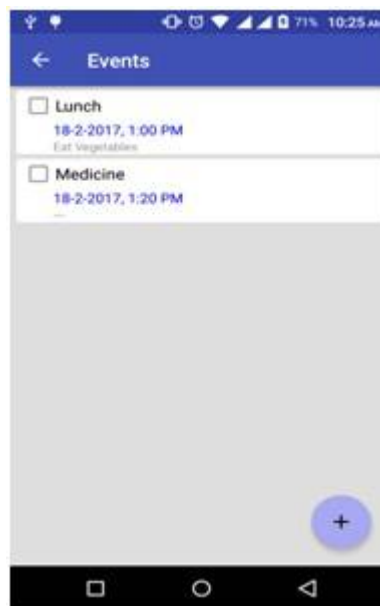 71% 10:25 AM
Events
Lunch
18-2-2017, 1:00 PM
Eat Vegetables
Medicine
18-2-2017, 1:20 PM